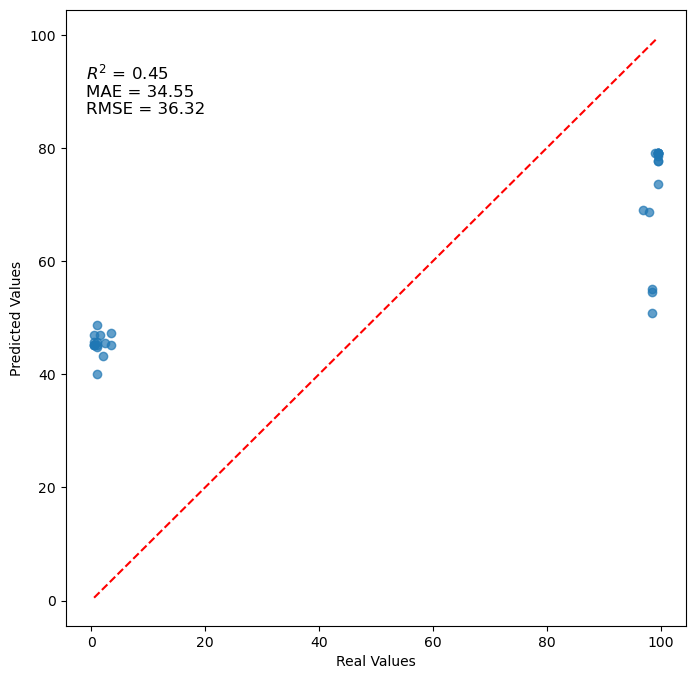 100
R² = 0.45
MAE = 34.55
RMSE = 36.32
80
60
40
20
0
Predicted Values
0 20 40 60 80 100
Real Values